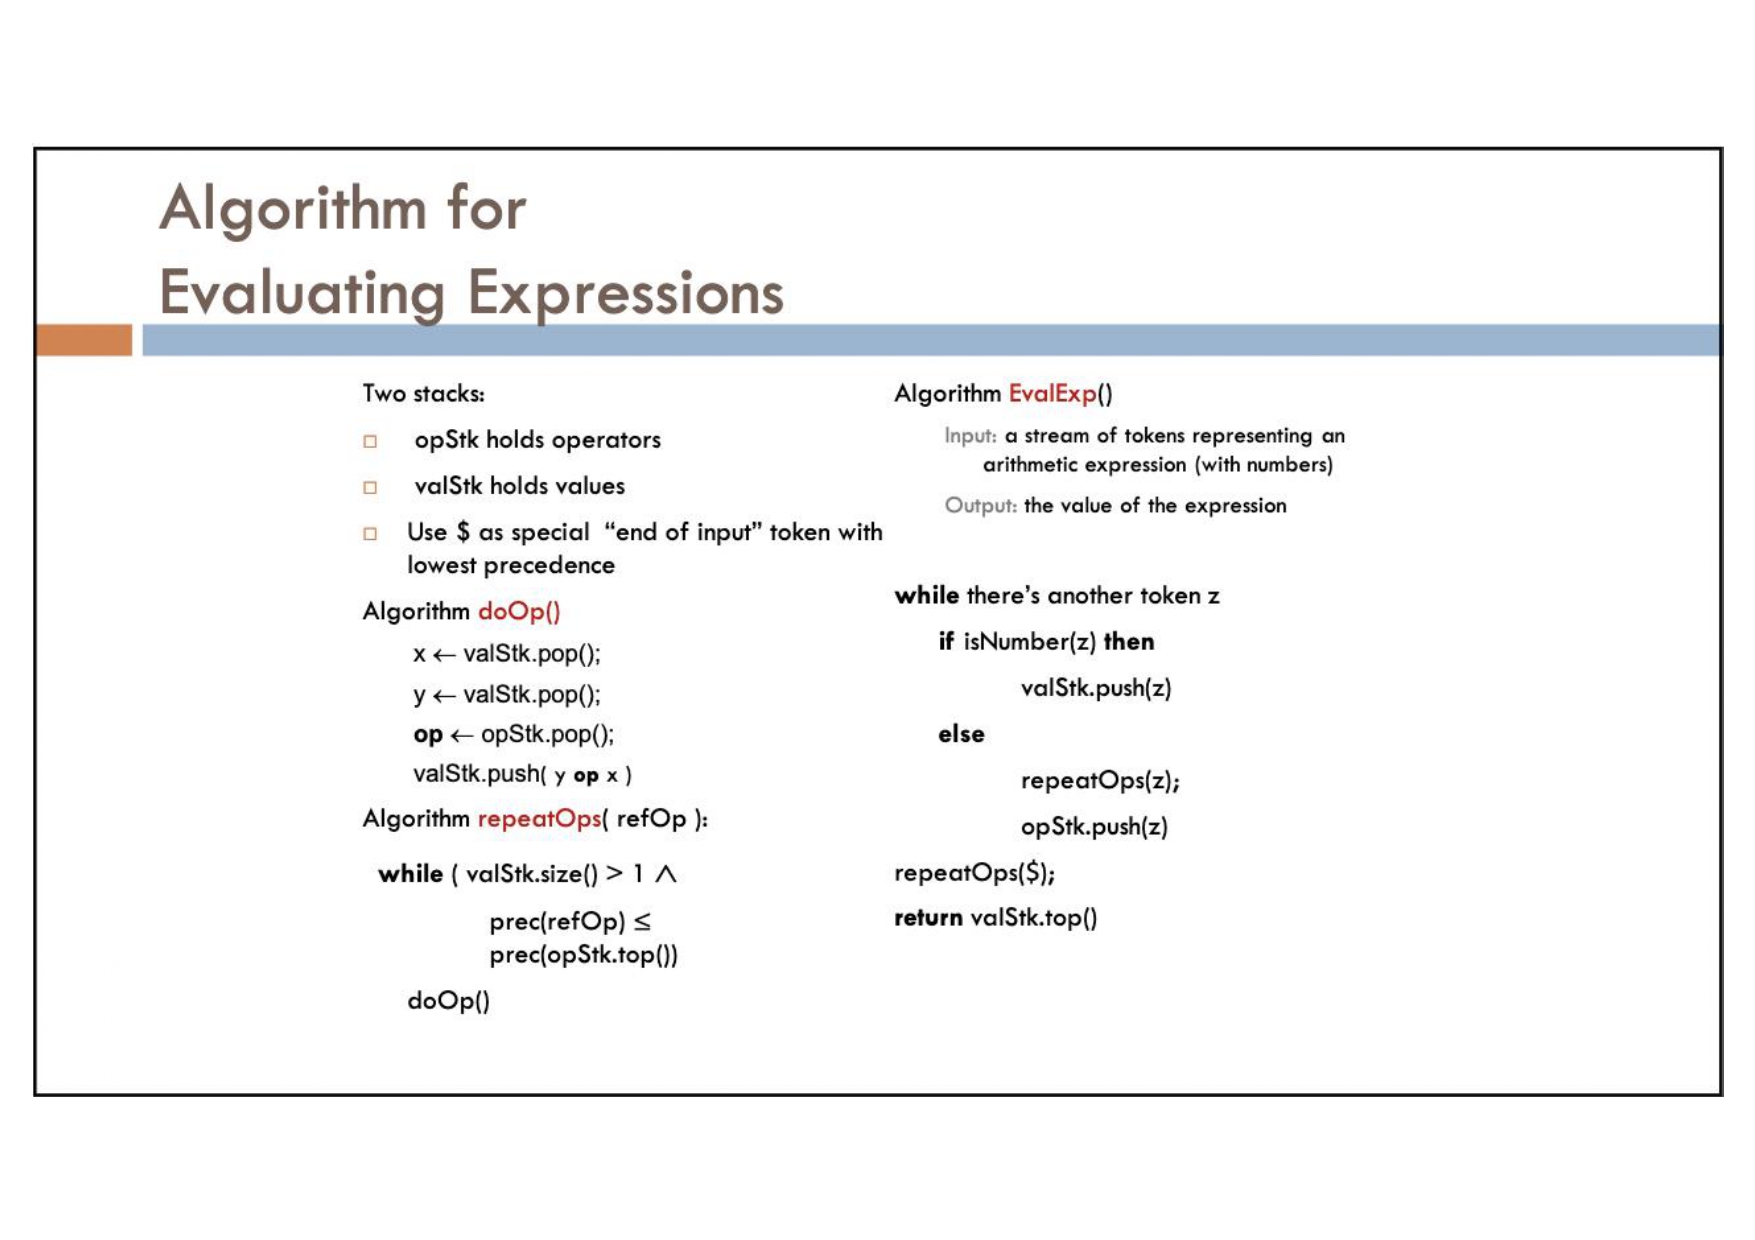 Algorithm for
Evaluating Expressions
Two stacks:
opStk holds operators
valStk holds values
Use $ as special “end of input” token with
lowest precedence
Algorithm doOp()
x ← valStk.pop();
y ← valStk.pop();
op ← opStk.pop();
valStk.push( y op x )
Algorithm repeatOps( refOp ):
while ( valStk.size() > 1 ∧
prec(refOp) ≤
prec(opStk.top())
doOp()
Algorithm EvalExp()
Input: a stream of tokens representing an
arithmetic expression (with numbers)
Output: the value of the expression
while there’s another token z
if isNumber(z) then
valStk.push(z)
else
repeatOps(z);
opStk.push(z)
repeatOps($);
return valStk.top()